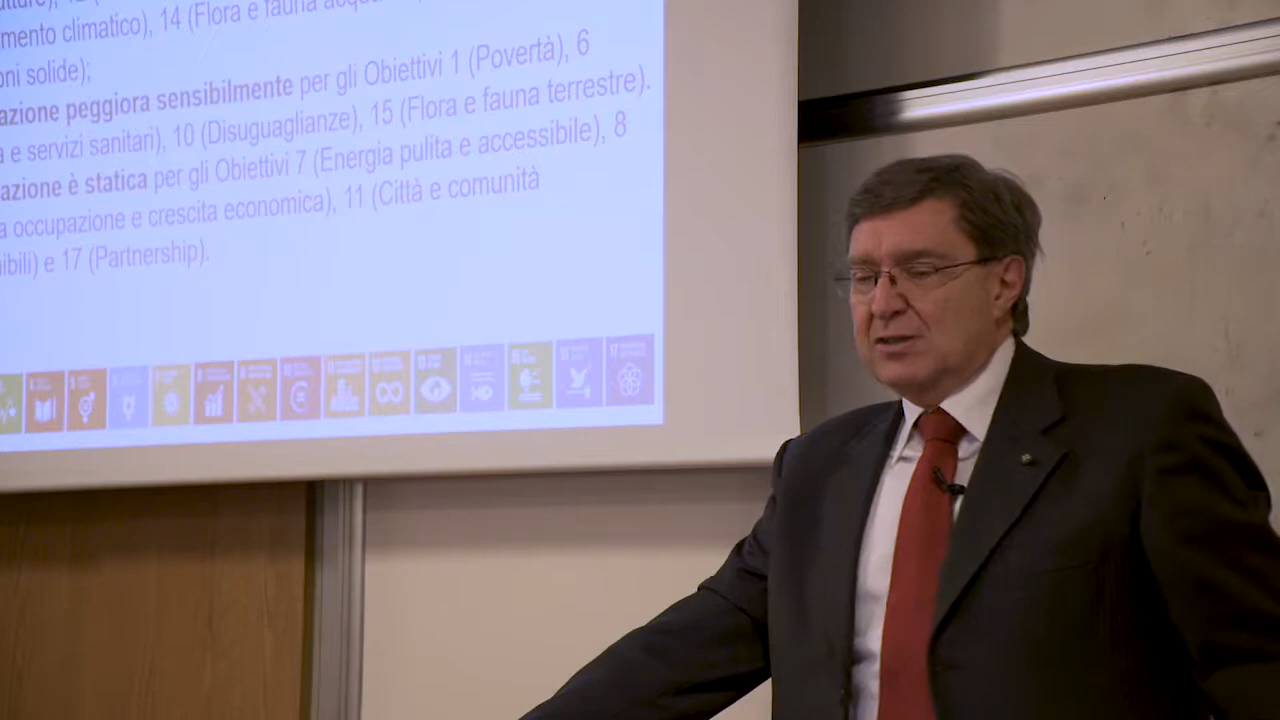 mento climatico), 14 (Flora e fauna
oni solide);
azione peggiora sensibilmente per gli Obiettivi 1 (Povertà), 6
e servizi sanitari), 10 (Disuguaglianze), 15 (Flora e fauna terrestre).
azione è statica per gli Obiettivi 7 (Energia pulita e accessibile), 8
a occupazione e crescita economica), 11 (Città e comunità
ibili) e 17 (Partnership).